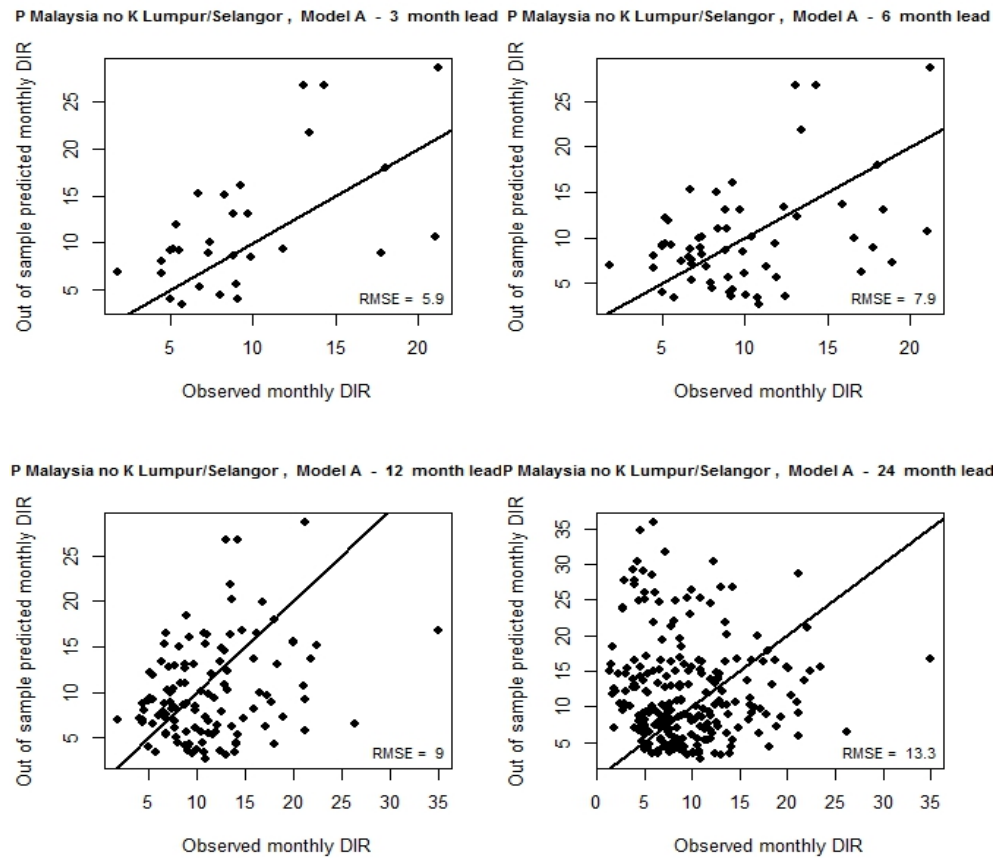 P Malaysia no K Lumpur/Selangor , Model A - 3 month lead
Out of sample predicted monthly DIR
25
20
15
10
5
RMSE = 5.9
5 10 15 20
Observed monthly DIR
P Malaysia no K Lumpur/Selangor , Model A - 6 month lead
Out of sample predicted monthly DIR
25
20
15
10
5
RMSE = 7.9
5 10 15 20
Observed monthly DIR
P Malaysia no K Lumpur/Selangor , Model A - 12 month lead
Out of sample predicted monthly DIR
25
20
15
10
5
RMSE = 9
5 10 15 20 25 30 35
Observed monthly DIR
P Malaysia no K Lumpur/Selangor , Model A - 24 month lead
Out of sample predicted monthly DIR
35
30
25
20
15
10
5
RMSE = 13.3
0 5 10 15 20 25 30 35
Observed monthly DIR